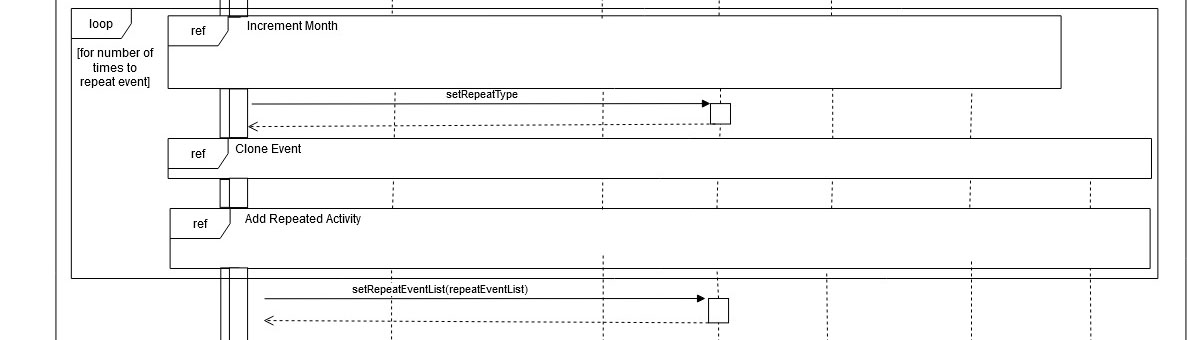 loop
[for number of
times to
repeat event]
ref
Increment Month
setRepeatType
ref
Clone Event
ref
Add Repeated Activity
setRepeatEventList(repeatEventList)